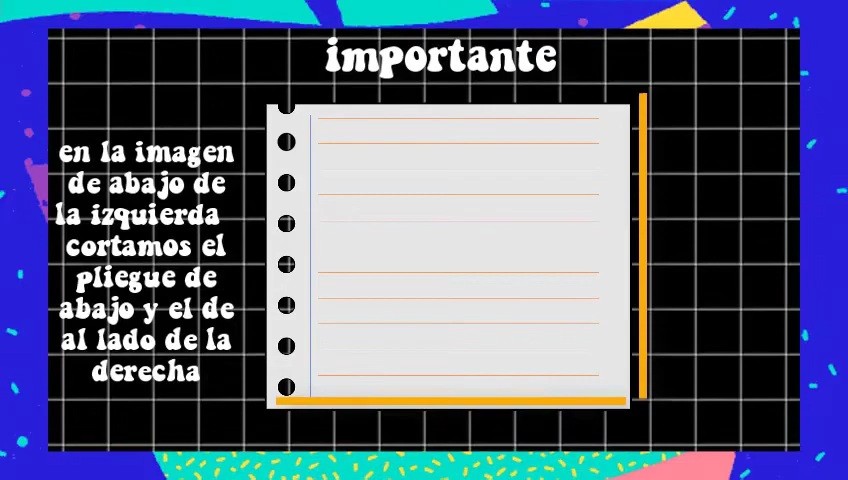 importante
en la imagen
de abajo de
la izquierda
cortamos el
pliegue de
abajo y el de
al lado de la
derecha